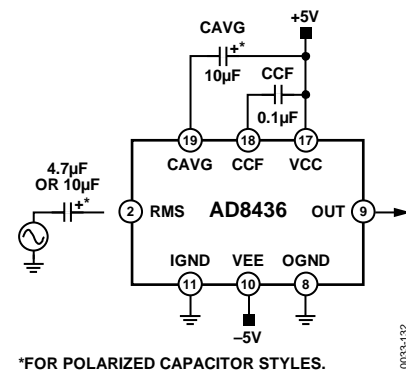 +5V
CAVG
+*
10µF
CCF
0.1µF
19
18
17
CAVG
CCF
VCC
4.7µF
OR 10µF
+*
2
RMS
AD8436
OUT
9
IGND
VEE
OGND
11
10
8
–5V
*FOR POLARIZED CAPACITOR STYLES.
0033-132